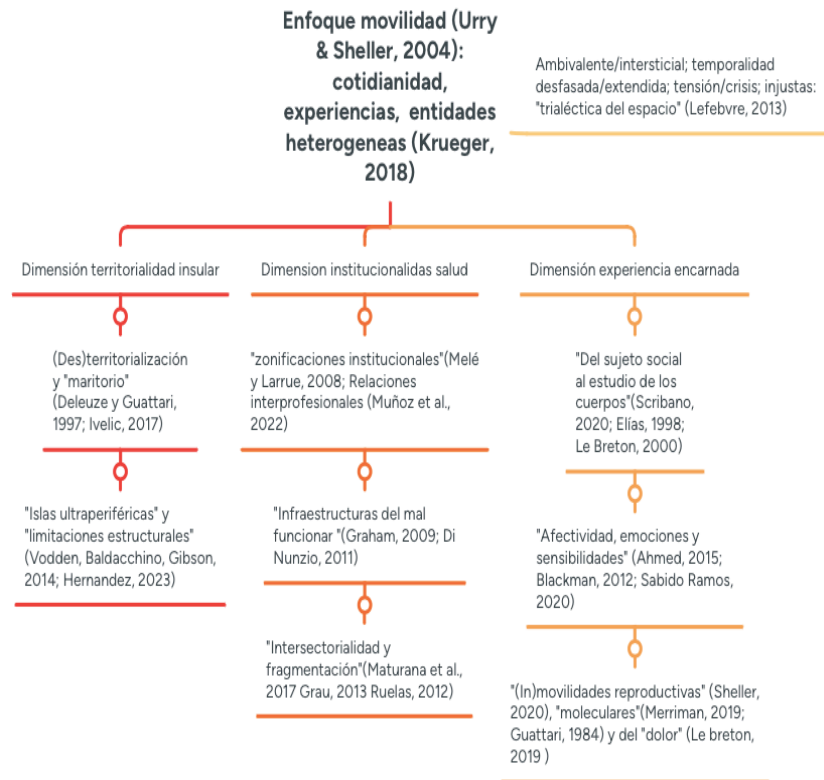 Enfoque movilidad (Urry
& Sheller, 2004):
cotidianidad,
experiencias, entidades
heterogeneas (Krueger,
2018)
Ambivalente/intersticial; temporalidad
desfasada/extendida; tensión/crisis; injustas:
"trialéctica del espacio" (Lefebvre, 2013)
Dimensión territorialidad insular
(Des)territorialización
y "maritorio"
(Deleuze y Guattari,
1997; Ivelic, 2017)
"Islas ultraperiféricas" y
"limitaciones estructurales"
(Vodden, Baldacchino, Gibson,
2014; Hernandez, 2023)
Dimension institucionalidas salud
"zonificaciones institucionales"(Melé
y Larrue, 2008; Relaciones
interprofesionales (Muñoz et al.,
2022)
"Infraestructuras del mal
funcionar "(Graham, 2009; Di
Nunzio, 2011)
"Intersectorialidad y
fragmentación"(Maturana et al.,
2017 Grau, 2013 Ruelas, 2012)
Dimensión experiencia encarnada
"Del sujeto social
al estudio de los
cuerpos"(Scribano,
2020; Elías, 1998;
Le Breton, 2000)
"Afectividad, emociones y
sensibilidades" (Ahmed, 2015;
Blackman, 2012; Sabido Ramos,
2020)
"(In)movilidades reproductivas" (Sheller,
2020), "moleculares"(Merriman, 2019;
Guattari, 1984) y del "dolor" (Le breton,
2019 )